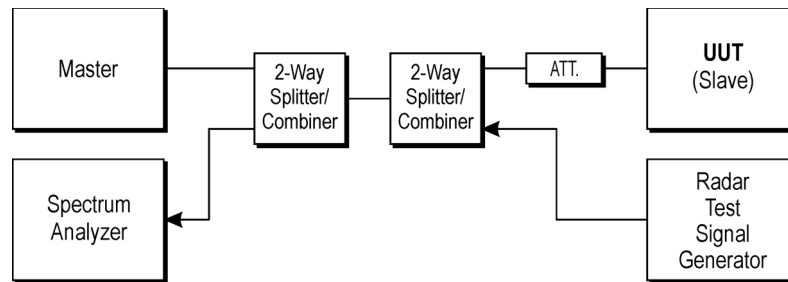 Master
2-Way
Splitter/
Combiner
2-Way
Splitter/
Combiner
ATT.
UUT
(Slave)
Spectrum
Analyzer
Radar
Test
Signal
Generator